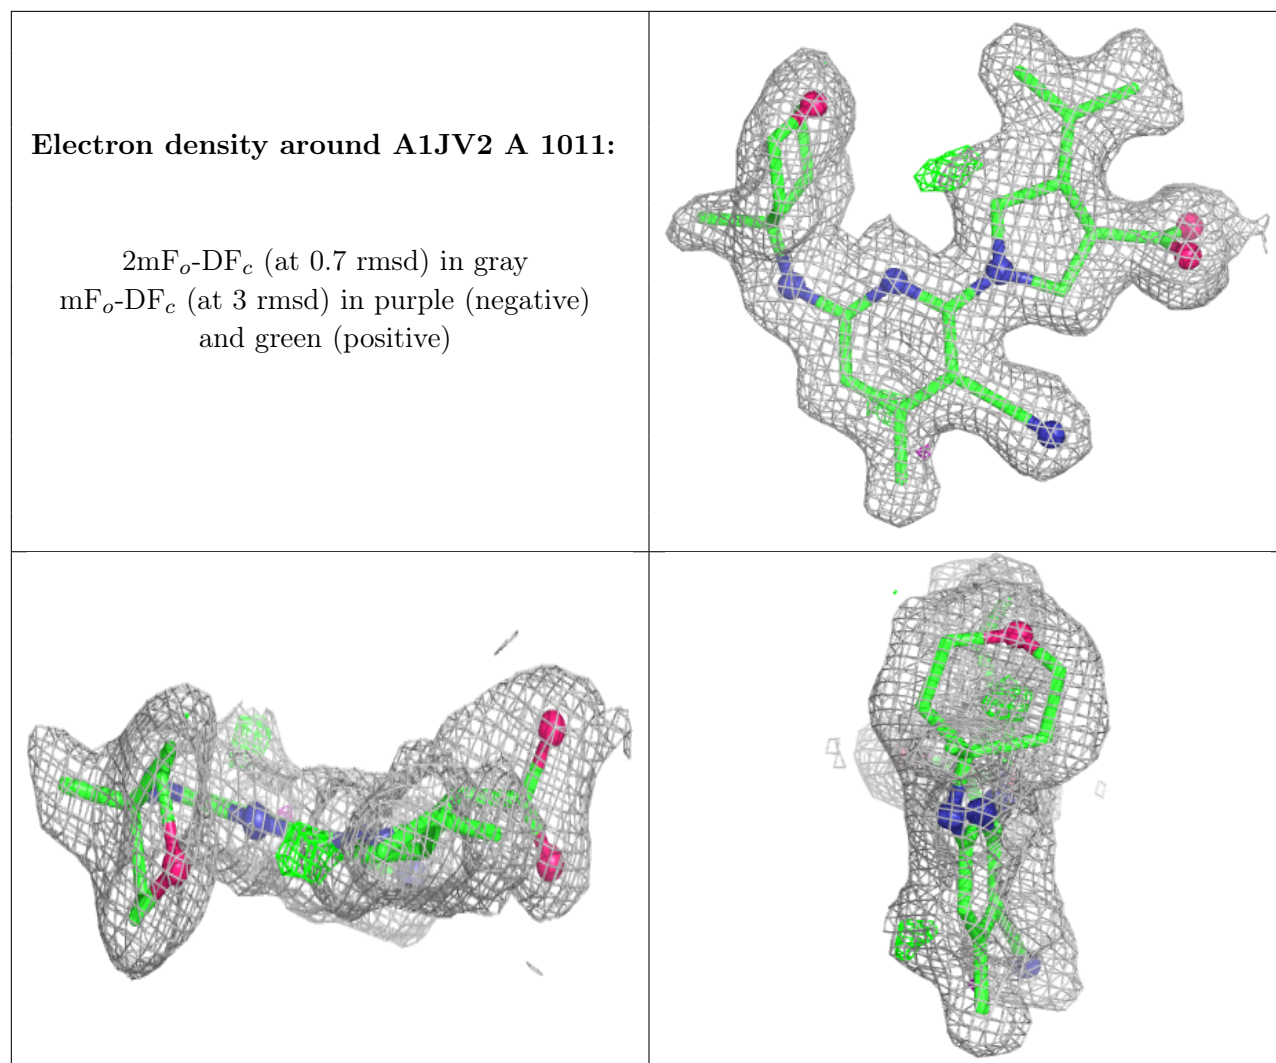 Electron density around A1JV2 A 1011:
2mFo-DFc (at 0.7 rmsd) in gray
mFo-DFc (at 3 rmsd) in purple (negative)
and green (positive)